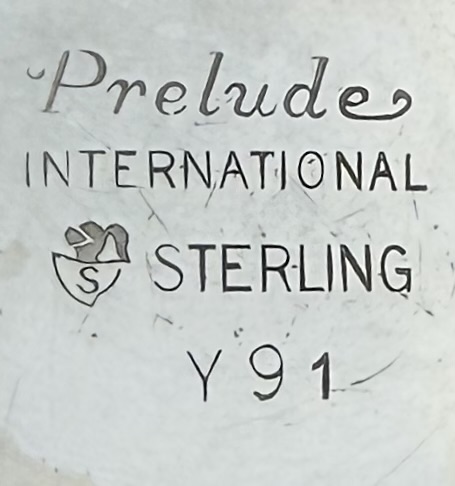 Prelude
INTERNATIONAL
S STERLING
Y91